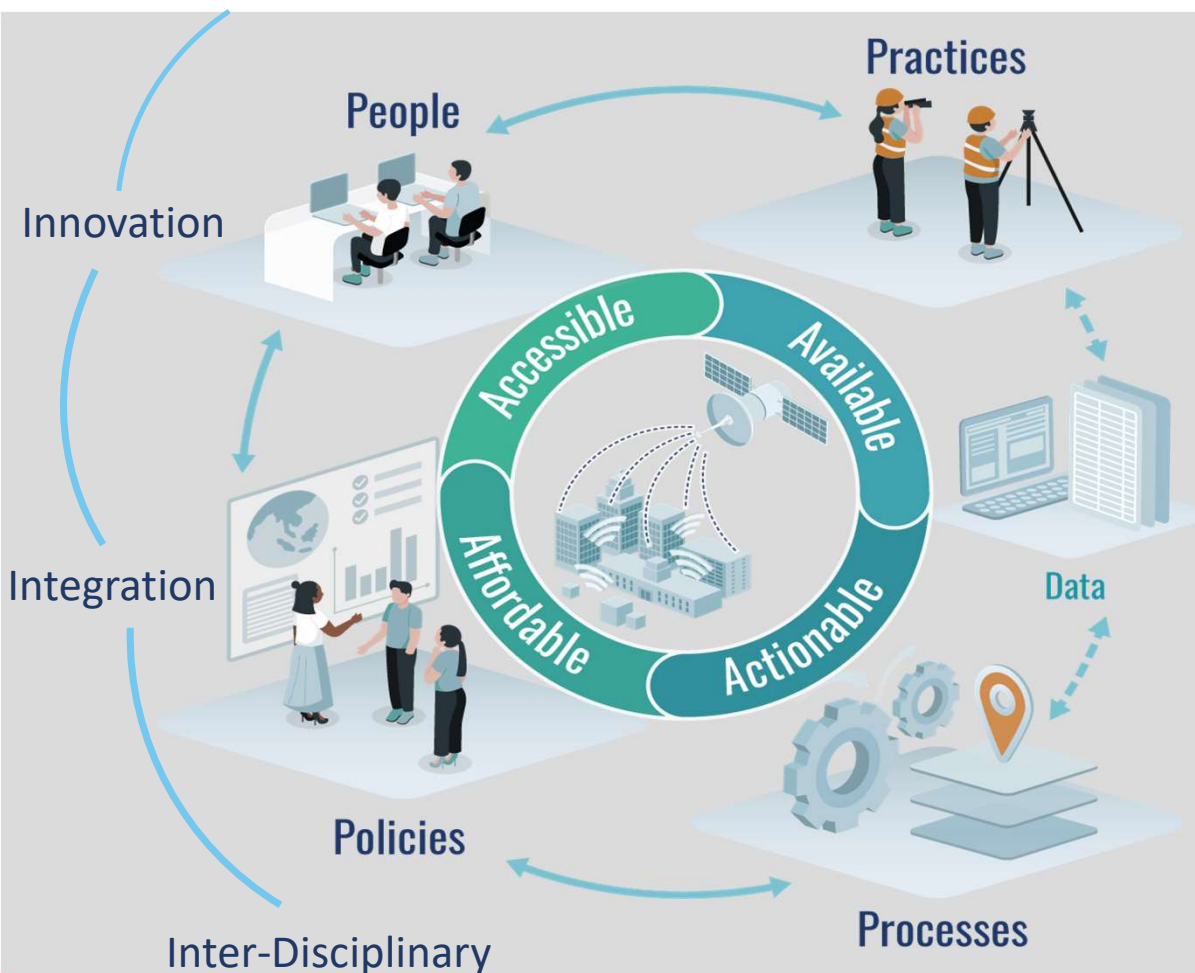 Practices
People
Innovation
Accessible
Available
Integration
Affordable
Actionable
Data
Policies
Processes
Inter-Disciplinary